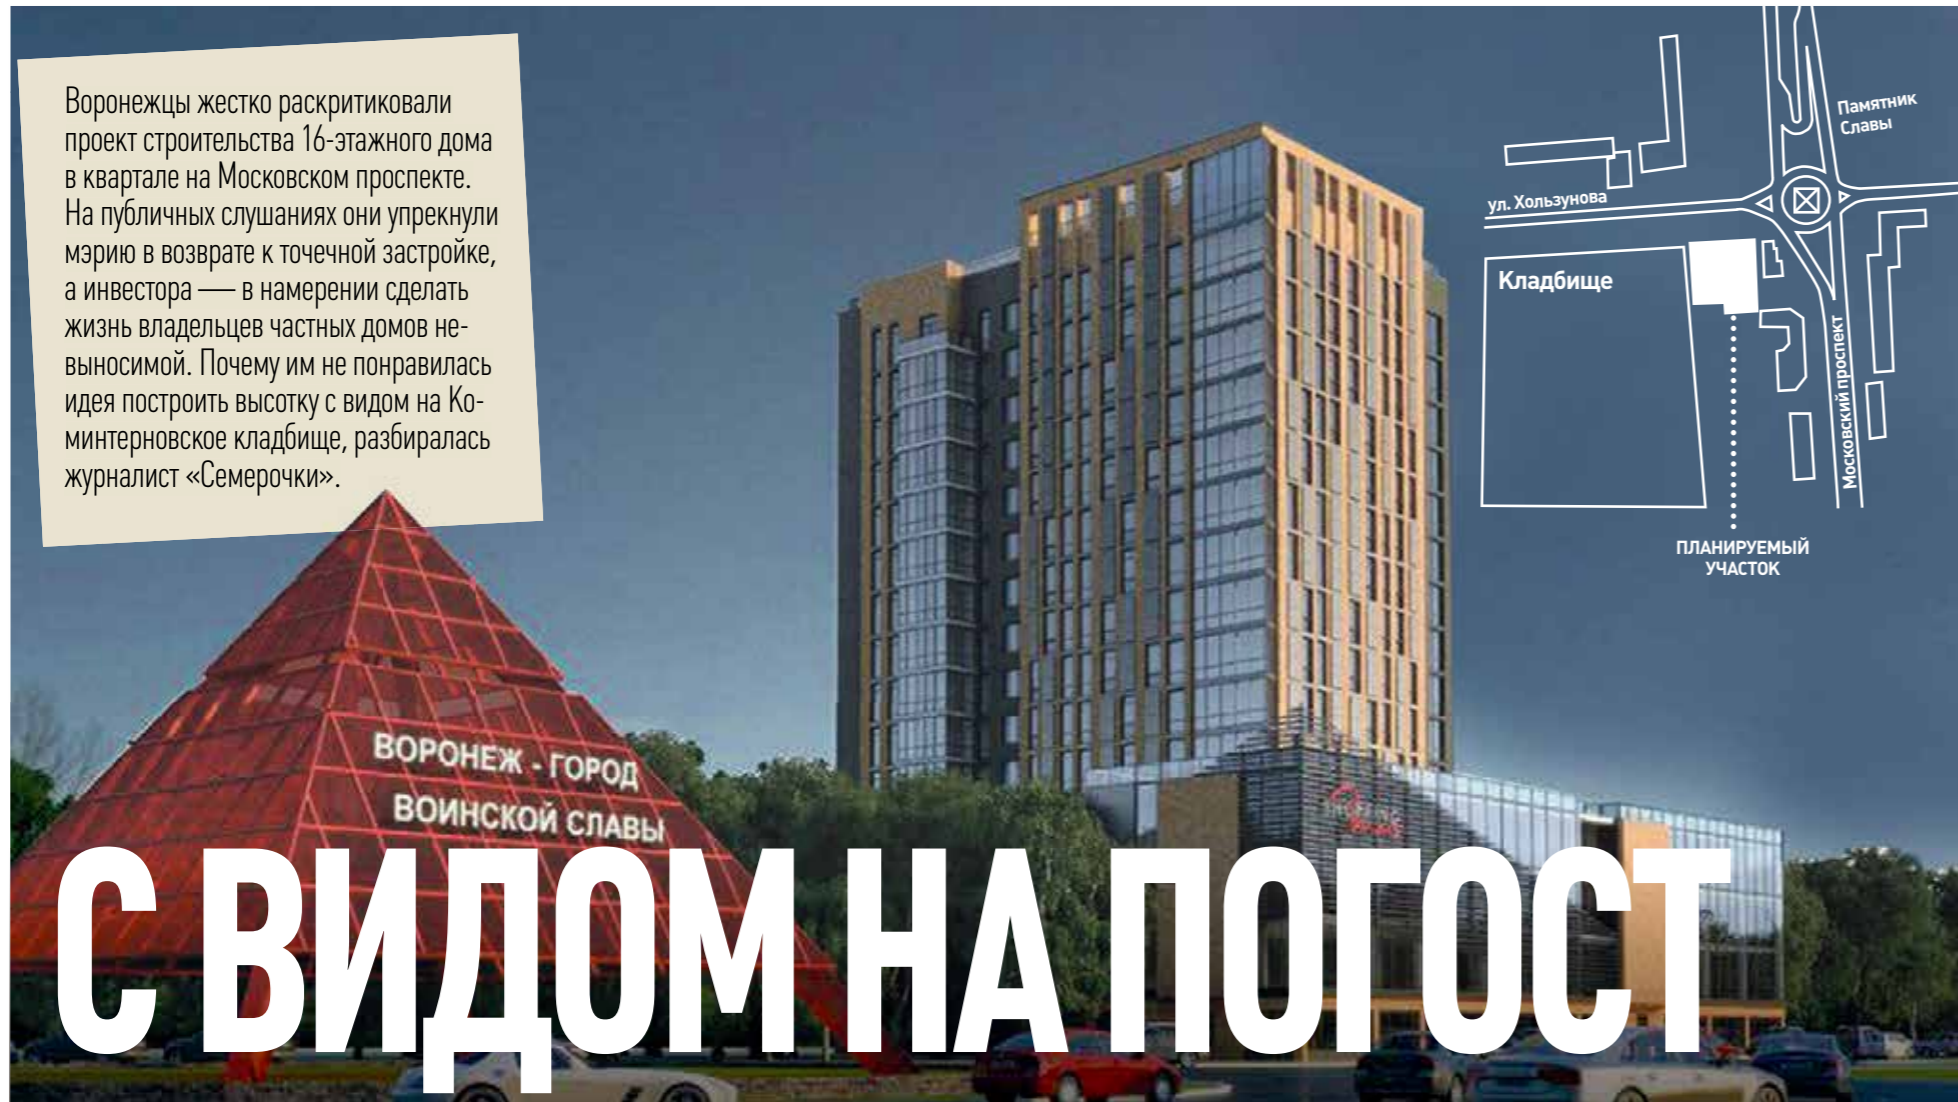 Воронежцы жестко раскритиковали
проект строительства 16-этажного дома
в квартале на Московском проспекте.
На публичных слушаниях они упрекнули
мэрию в возврате к точечной застройке,
а инвестора — в намерении сделать
жизнь владельцев частных домов не-
выносимой. Почему им не понравилась
идея построить высотку с видом на Ко-
минтерновское кладбище, разбиралась
журналист «Семерочки».
Памятник
Славы
ул. Хользунова
Кладбище
Московский проспект
ПЛАНИРУЕМЫЙ
УЧАСТОК
ВОРОНЕЖ - ГОРОД
ВОИНСКОЙ СЛАВЫ
С ВИДОМ НА ПОГОСТ